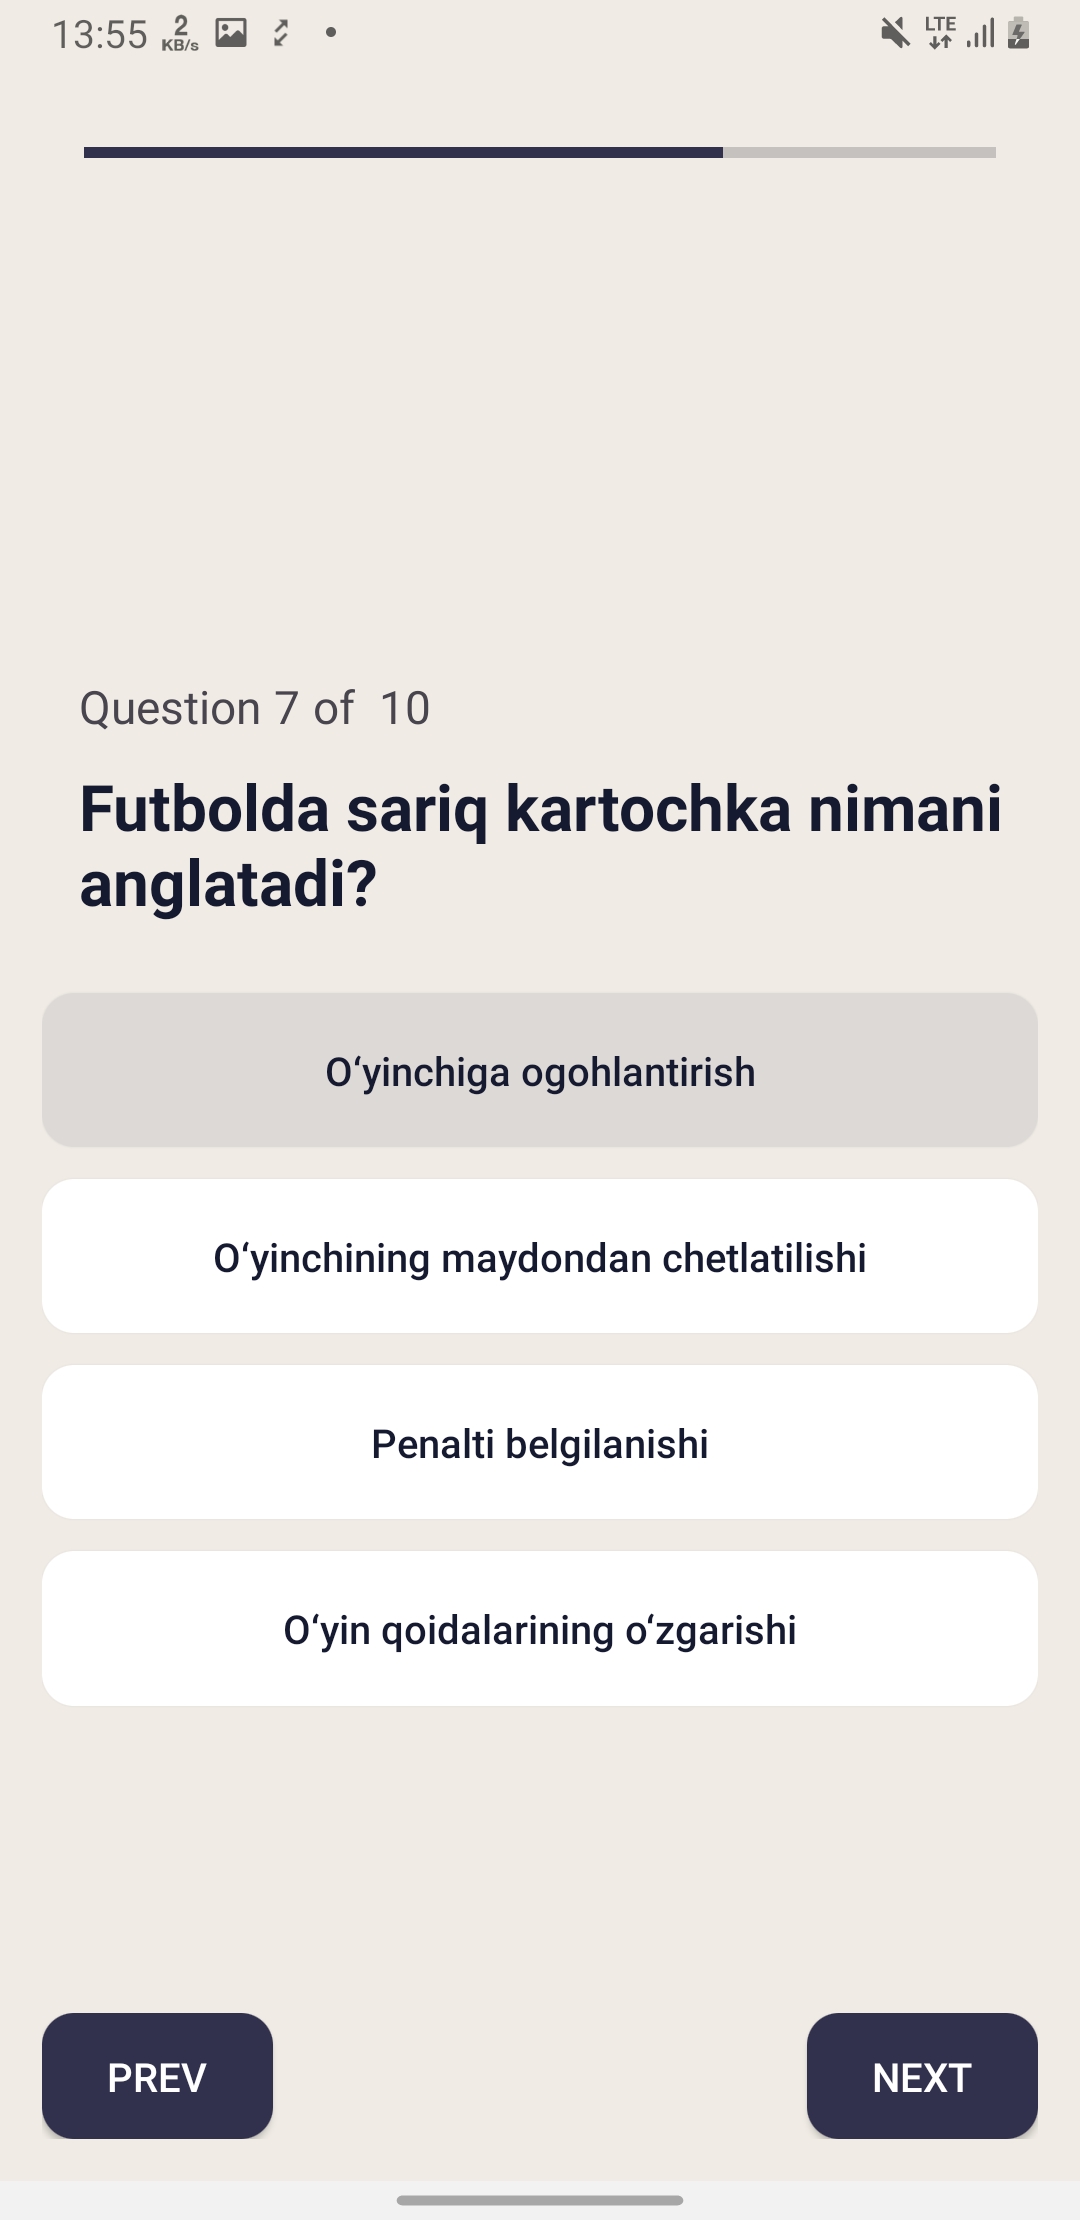 13:55 2 KB/s LTE
Question 7 of 10
Futbolda sariq kartochka nimani
anglatadi?
O‘yinchiga ogohlantirish
O‘yinchining maydondan chetlatilishi
Penalti belgilanishi
O‘yin qoidalarining o‘zgarishi
PREV NEXT